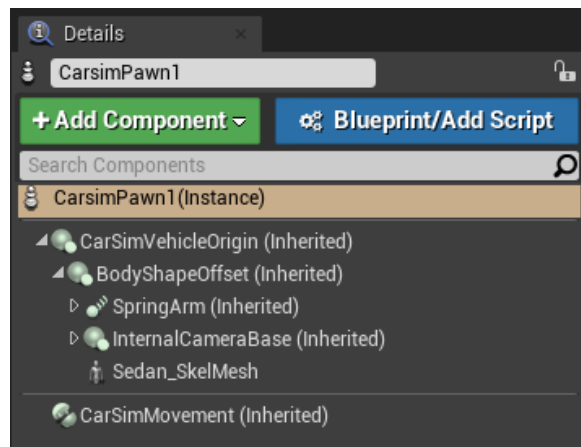 Details
CarsimPawn1
+Add Component
Blueprint/Add Script
Search Components
CarsimPawn1(Instance)
CarSimVehicleOrigin (Inherited)
BodyShapeOffset (Inherited)
SpringArm (Inherited)
InternalCameraBase (Inherited)
Sedan_SkelMesh
CarSimMovement (Inherited)